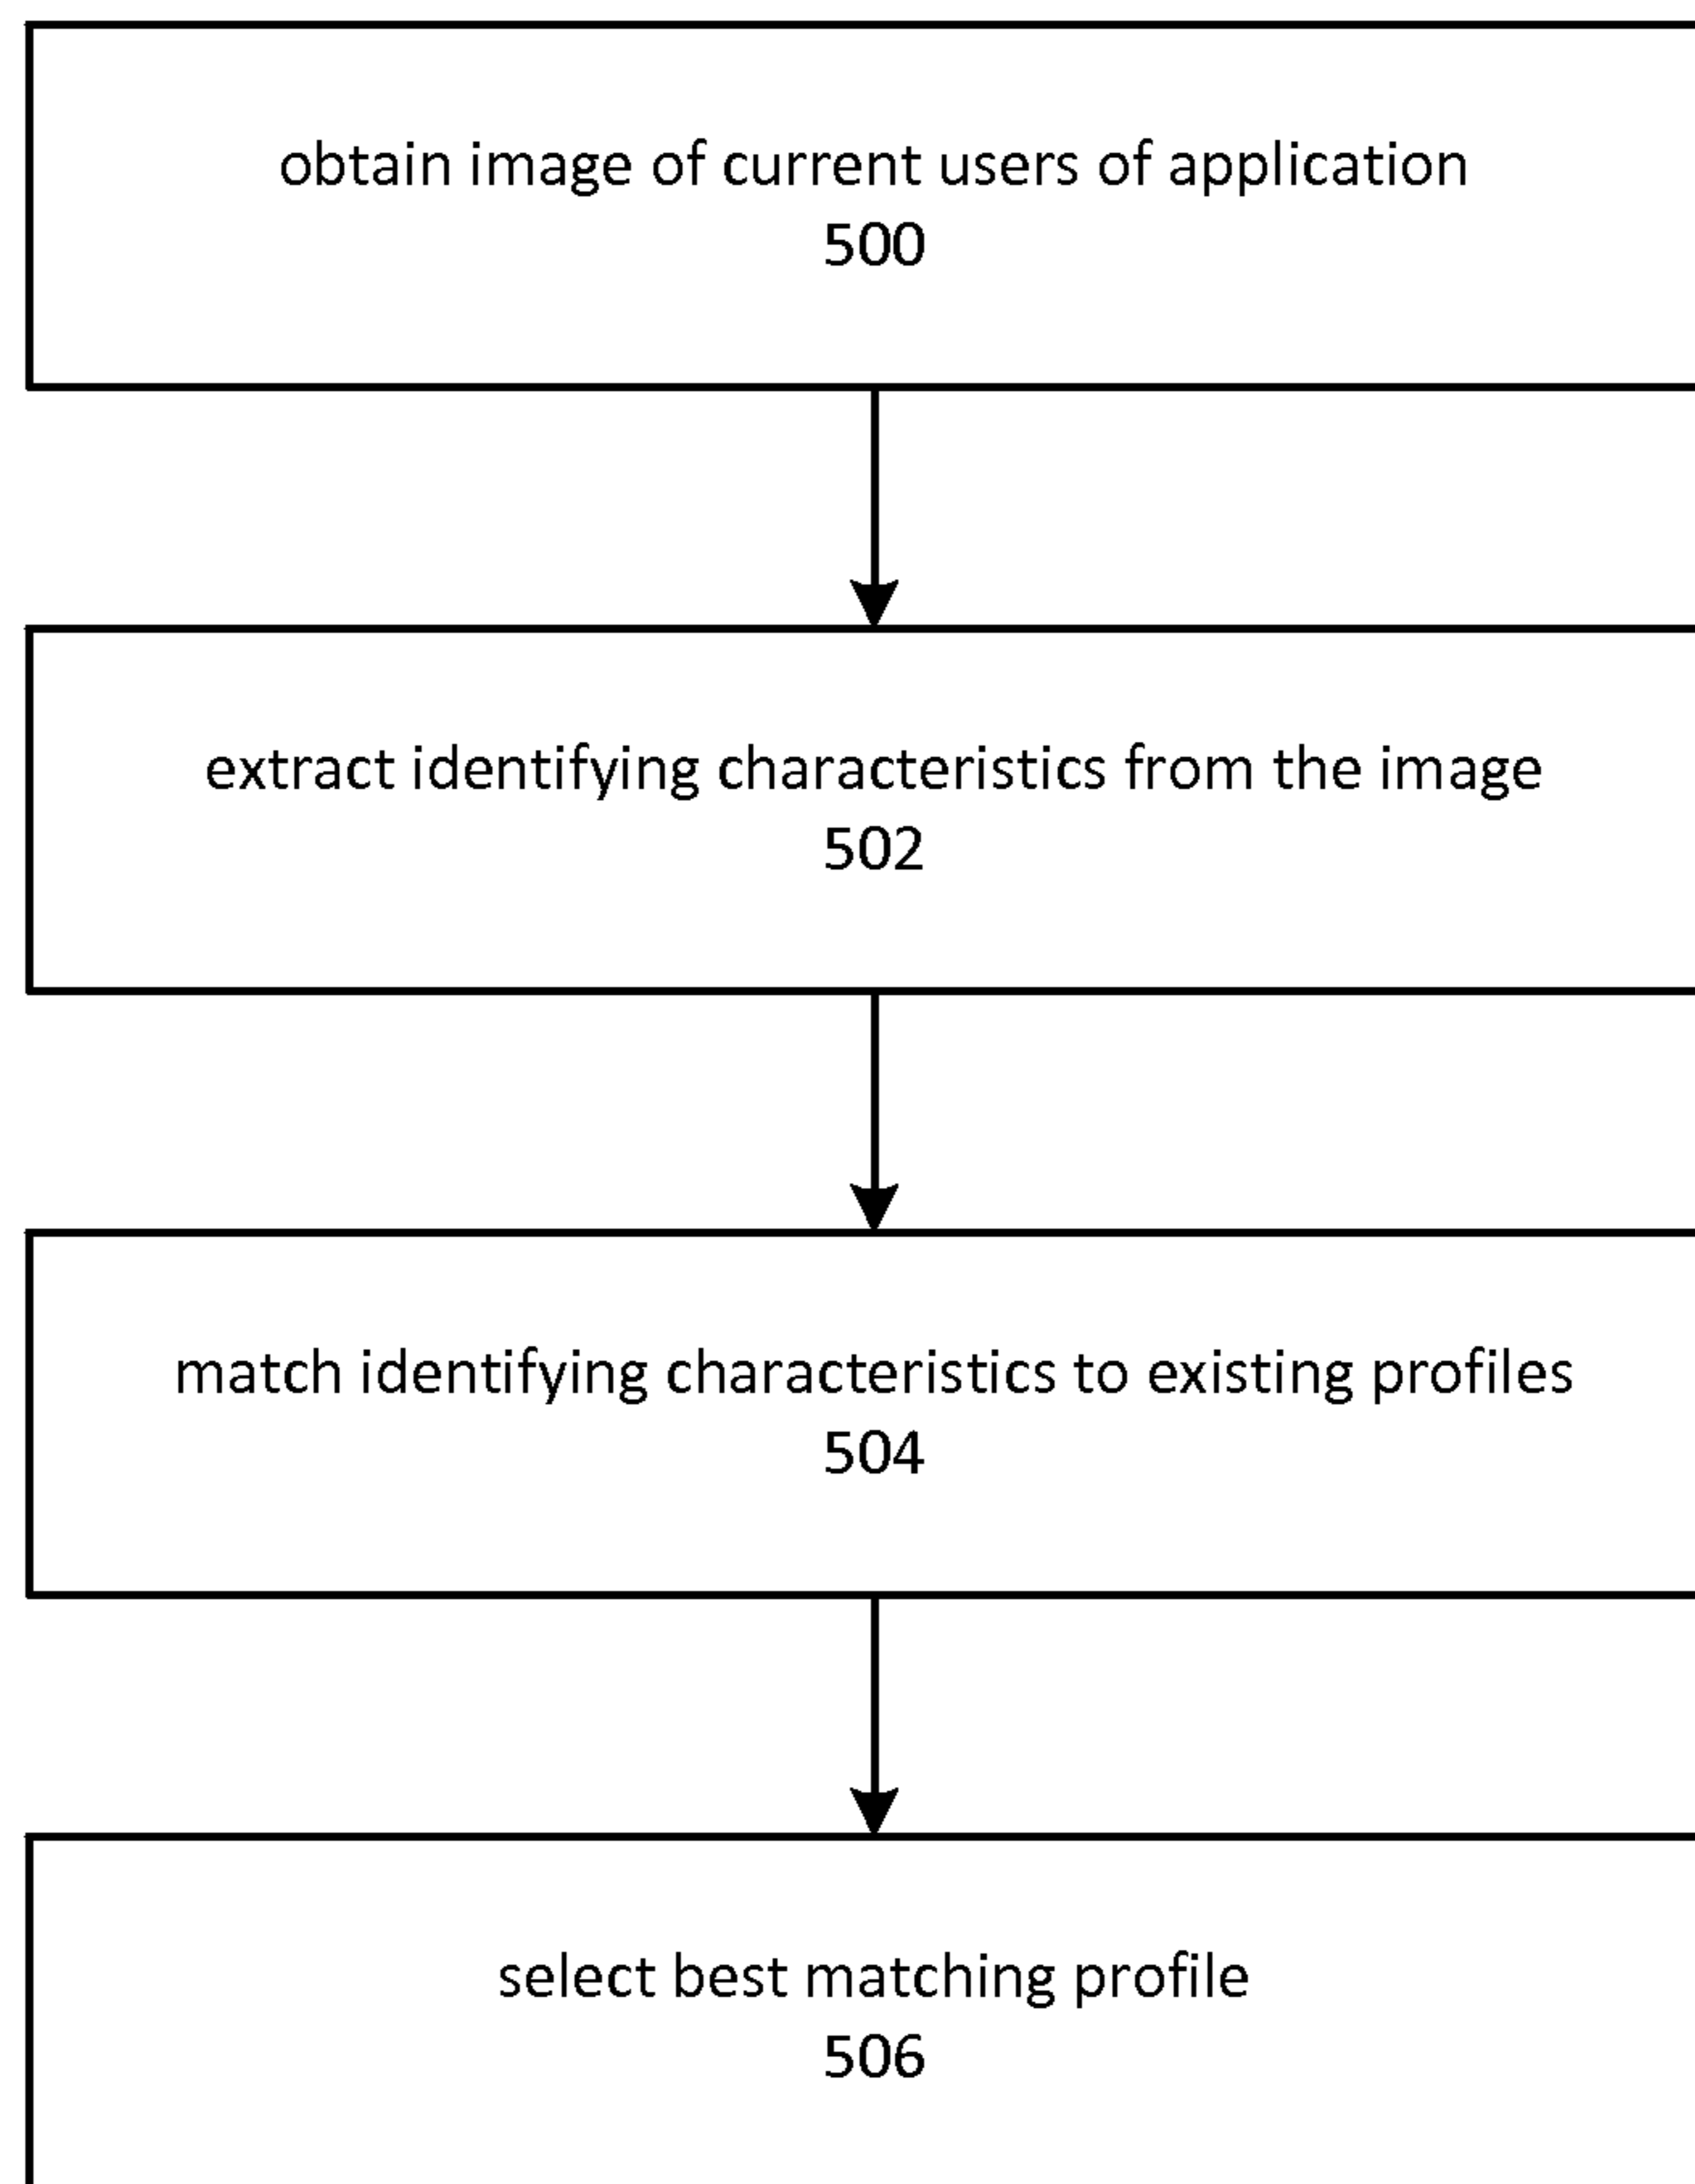 obtain image of current users of application
500
extract identifying characteristics from the image
502
match identifying characteristics to existing profiles
504
select best matching profile
506